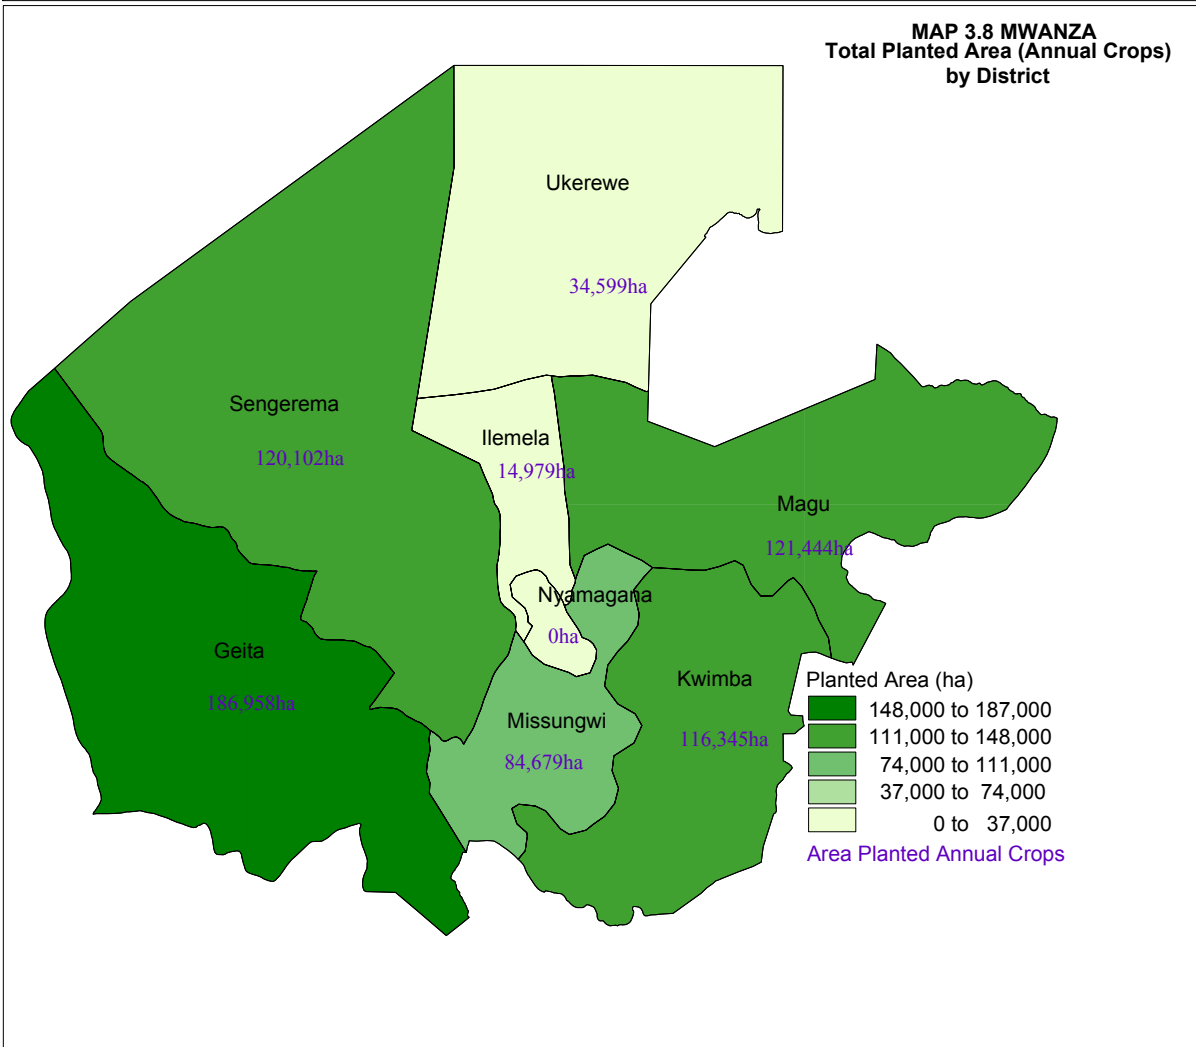 MAP 3.8 MWANZA
Total Planted Area (Annual Crops)
by District
Ukerewe
34,599ha
Sengerema
120,102ha
Ilemela
14,979ha
Magu
121,444ha
Nyamagana
0ha
Geita
186,958ha
Kwimba
116,345ha
Missungwi
84,679ha
Planted Area (ha)
148,000 to 187,000
111,000 to 148,000
74,000 to 111,000
37,000 to 74,000
0 to 37,000
Area Planted Annual Crops